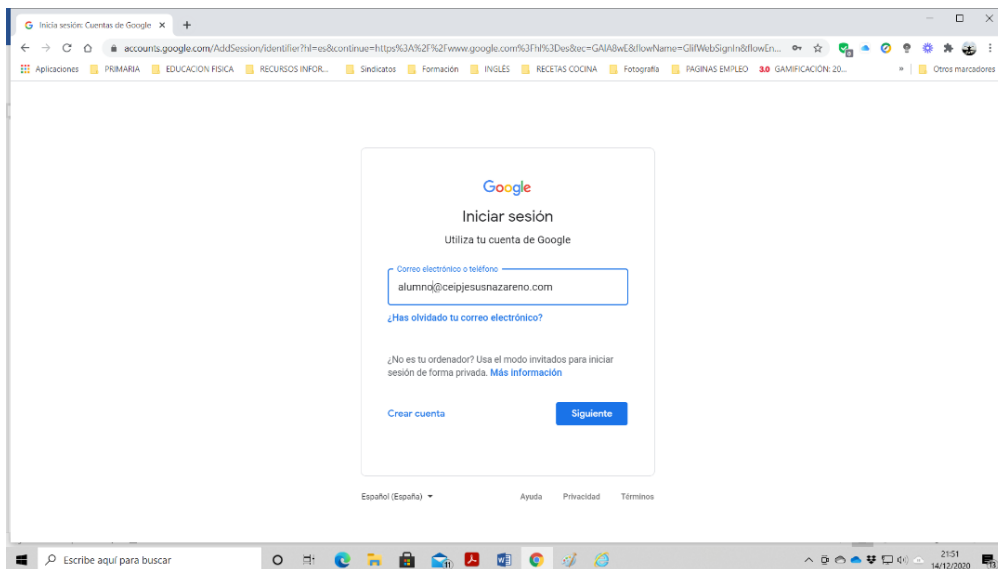 Inicia sesión: Cuentas de Google
accounts.google.com/AddSession/identifier?hl=es&continue=https%3A%2F%2Fwww.google.com%3Fhl%3Des&ec=GAlA8wE&flowName=GlifWebSignIn&flowEn...
Aplicaciones PRIMARIA EDUCACION FISICA RECURSOS INFOR... Sindicatos Formación INGLÉS RECETAS COCINA Fotografía PAGINAS EMPLEO 3.0 GAMIFICACIÓN: 20... » Otros marcadores
Google
Iniciar sesión
Utiliza tu cuenta de Google
Correo electrónico o teléfono
alumno@ceipjesusnazareno.com
¿Has olvidado tu correo electrónico?
¿No es tu ordenador? Usa el modo invitados para iniciar
sesión de forma privada. Más información
Crear cuenta Siguiente
Español (España) Ayuda Privacidad Términos
Escribe aquí para buscar
21:51
14/12/2020